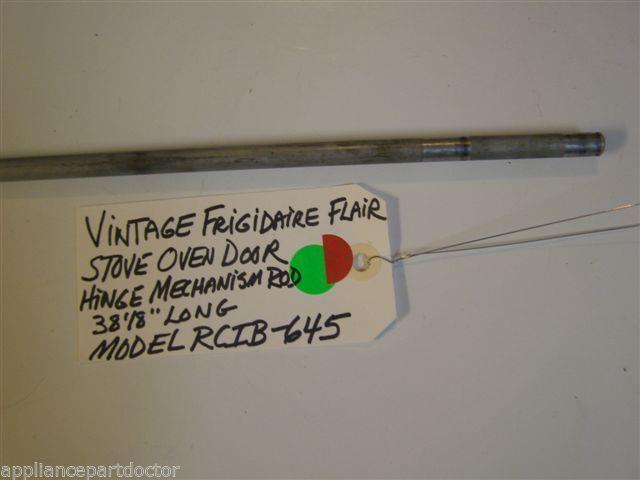 VINTAGE FRIGIDAIRE FLAIR
STOVE OVEN DOOR
HINGE MECHANISM ROD
38 1/8" LONG
MODEL RCIB-645
appliancepartdoctor